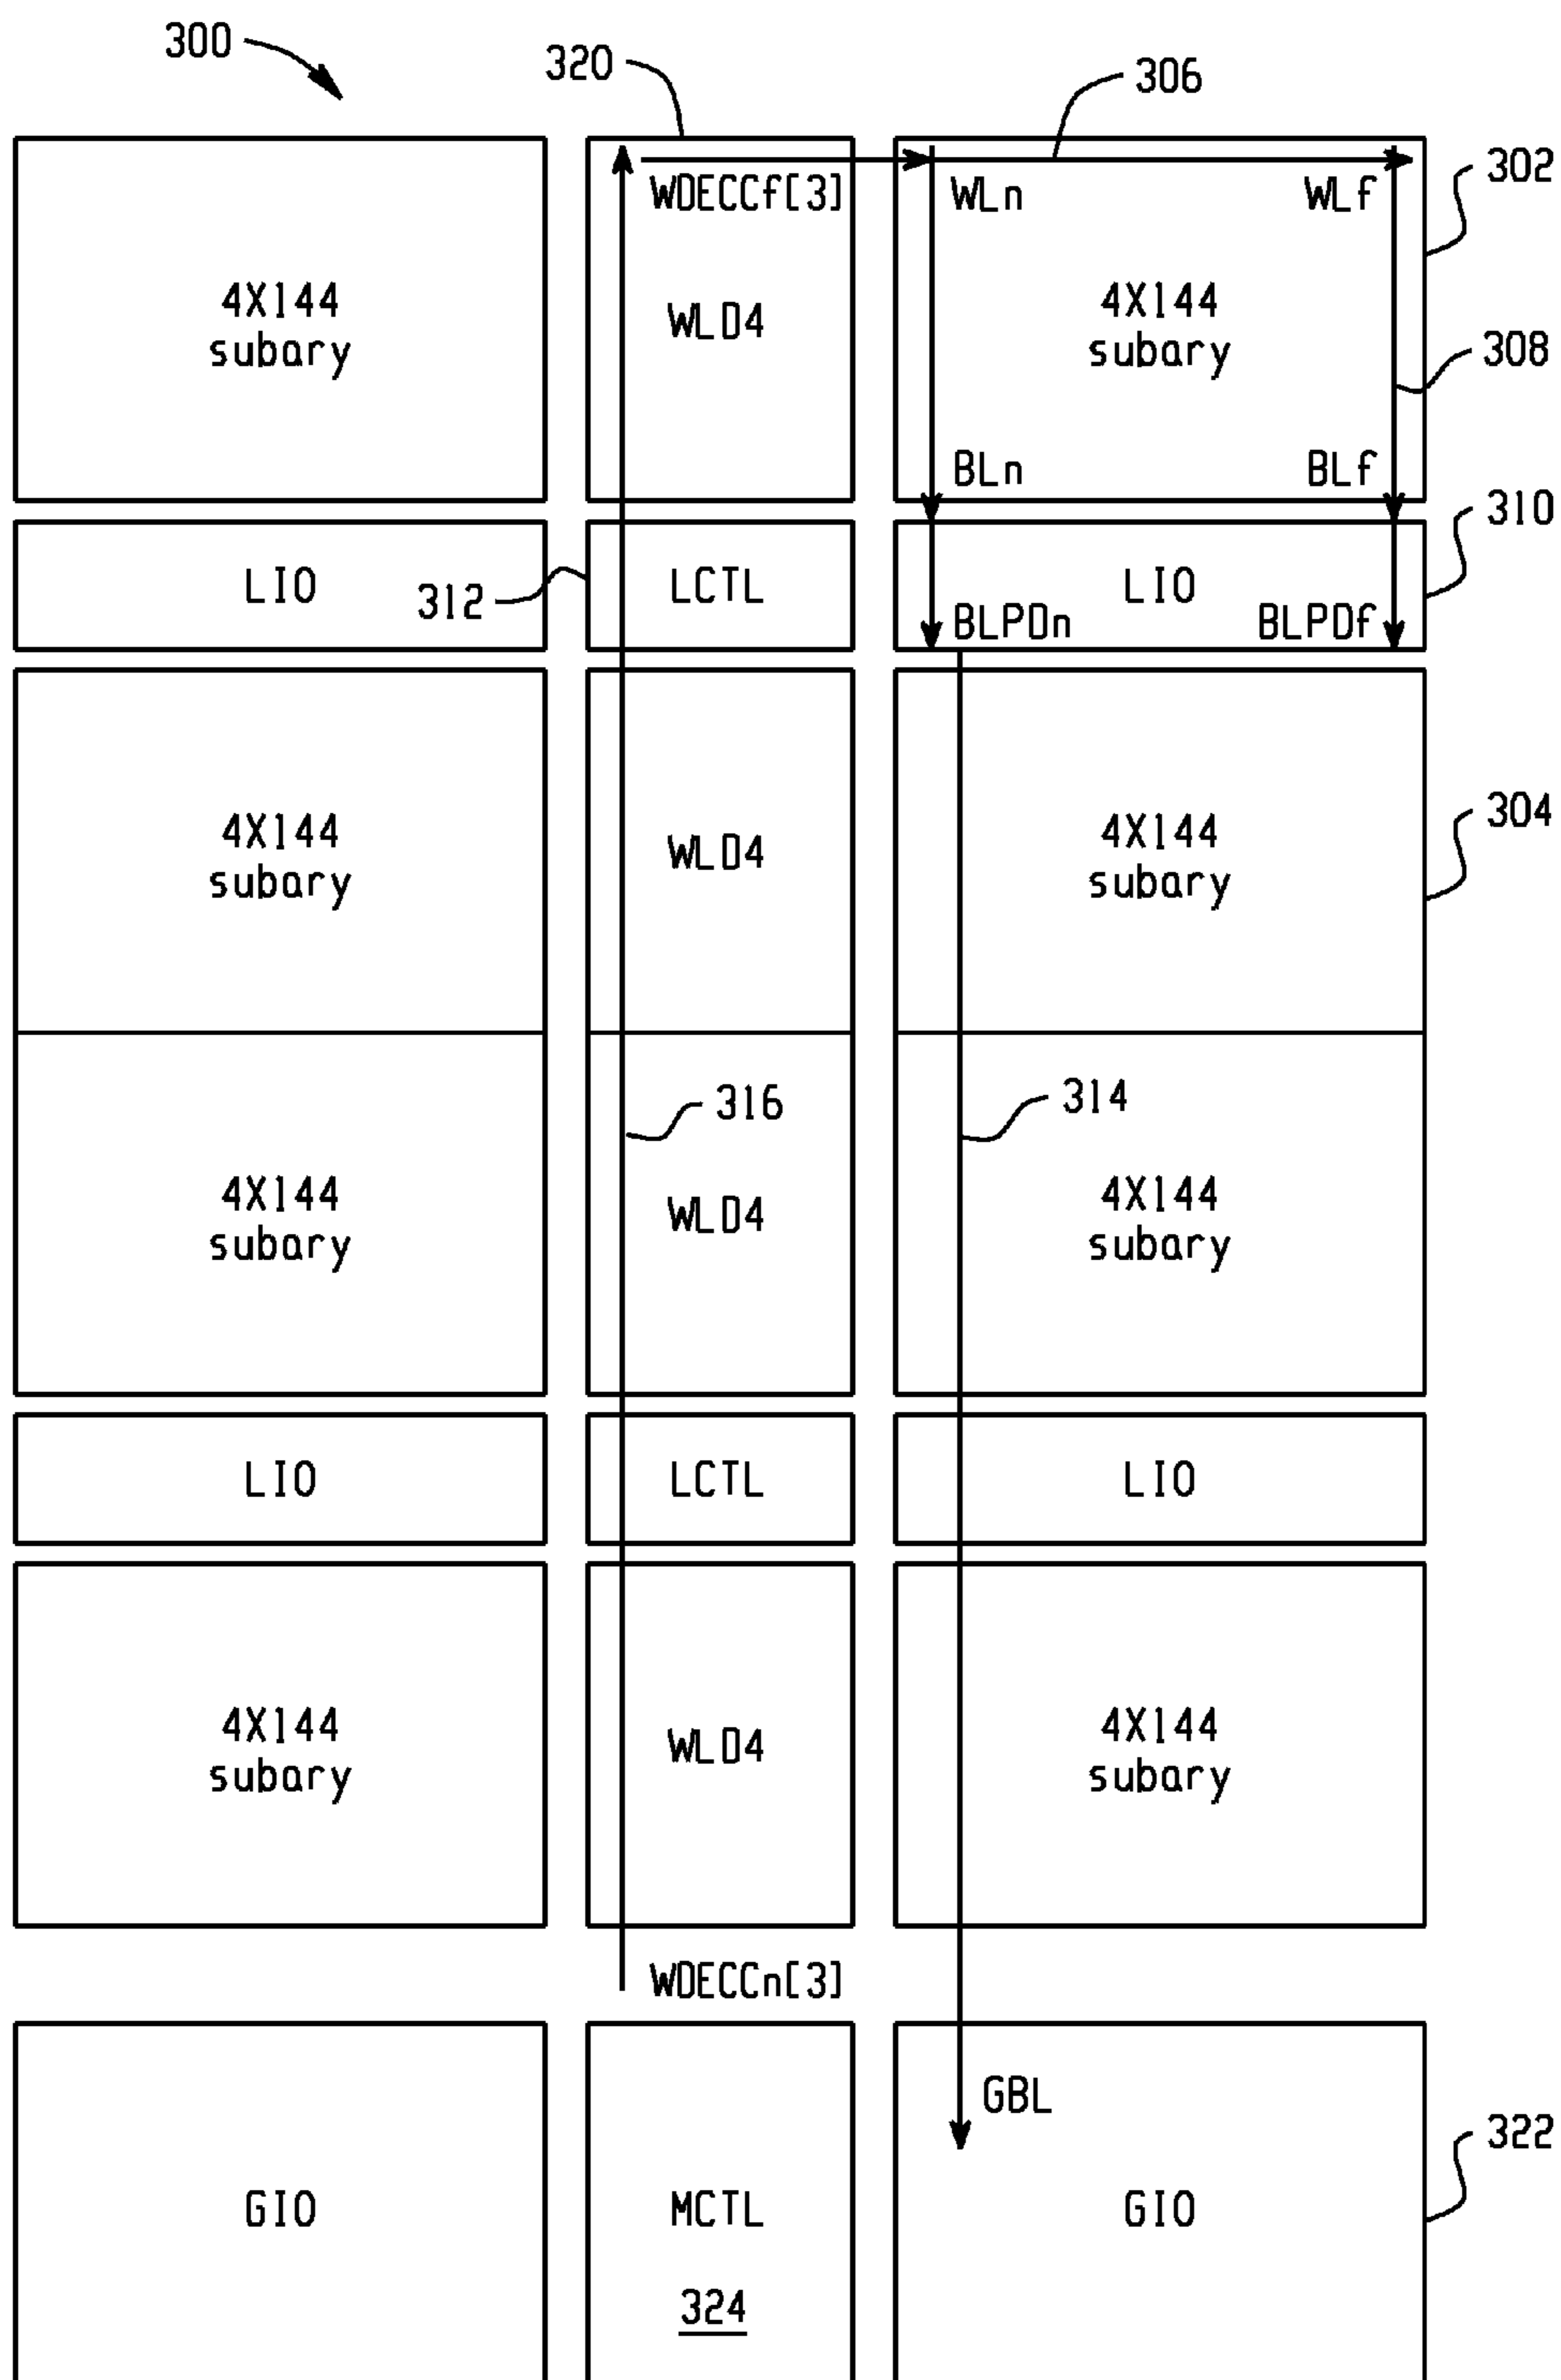 300
320
306
302
WDECCf[3]
WLn
WLf
4X144
subary
WLD4
4X144
subary
308
BLn
BLf
310
LIO
312
LCTL
LIO
BLPDn
BLPDf
4X144
subary
WLD4
4X144
subary
304
316
314
4X144
subary
WLD4
4X144
subary
LIO
LCTL
LIO
4X144
subary
WLD4
4X144
subary
WDECCn[3]
GBL
322
GIO
MCTL
GIO
324